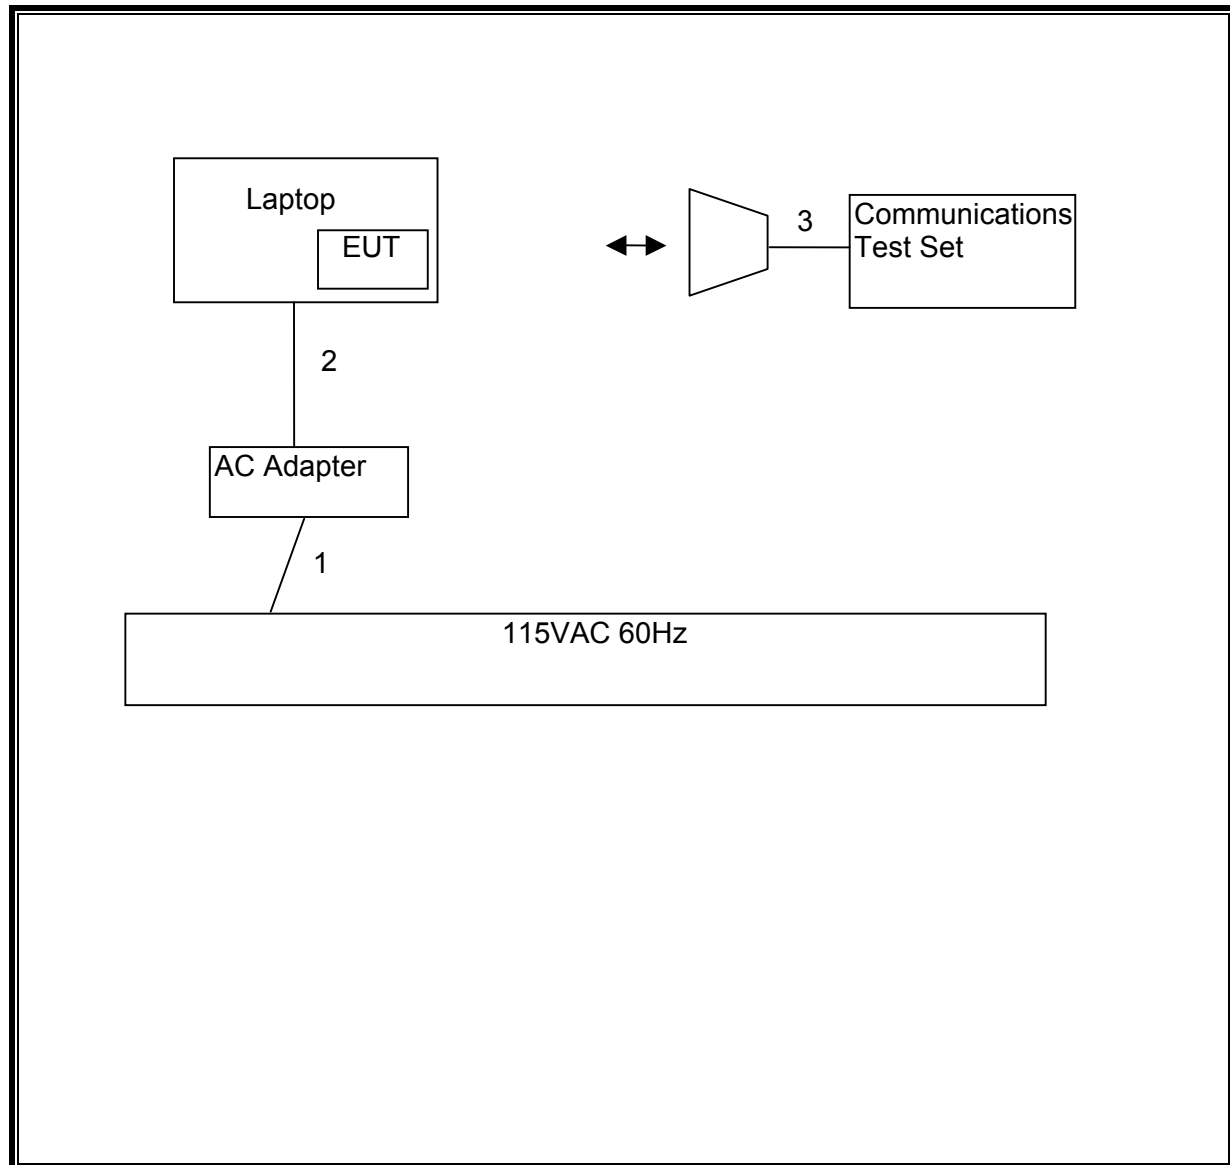 Laptop
EUT
3
Communications
Test Set
2
AC Adapter
1
115VAC 60Hz